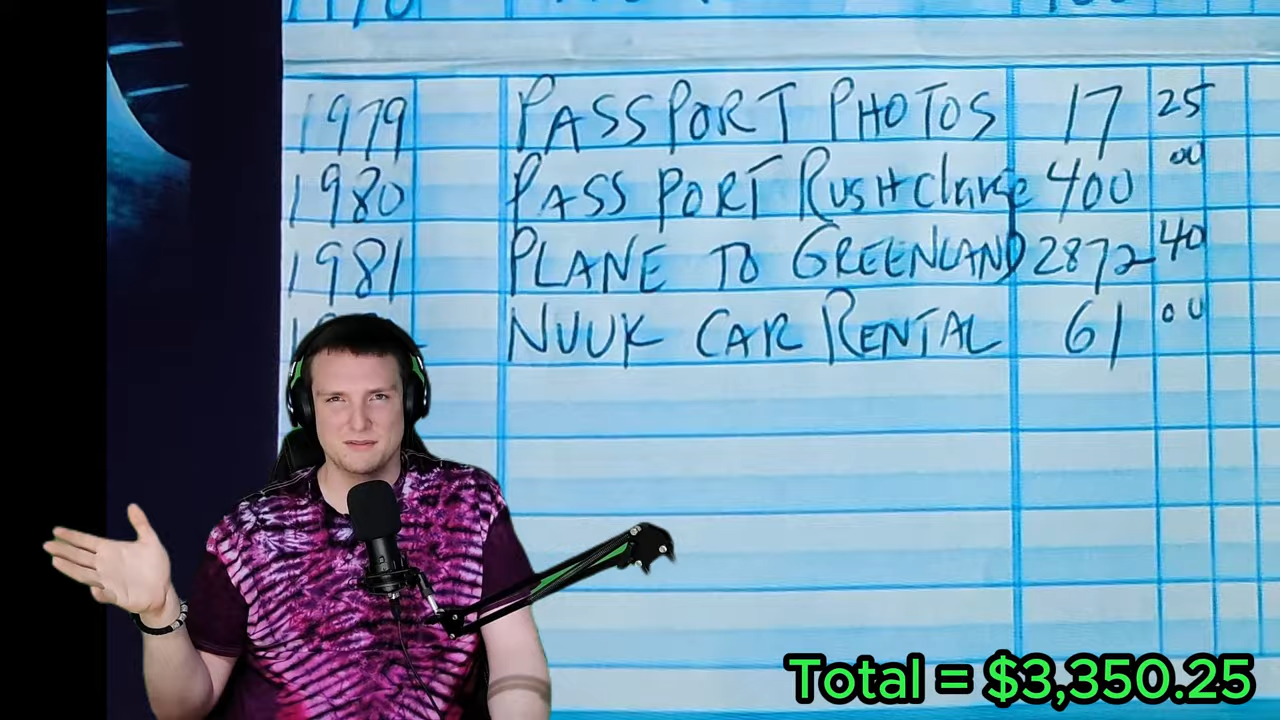 1979 PASSPORT PHOTOS 17 25
1980 PASSPORT Rush Charge 400 00
1981 PLANE TO GREENLAND 2872 40
NUUK CAR RENTAL 61 00
Total = $3,350.25